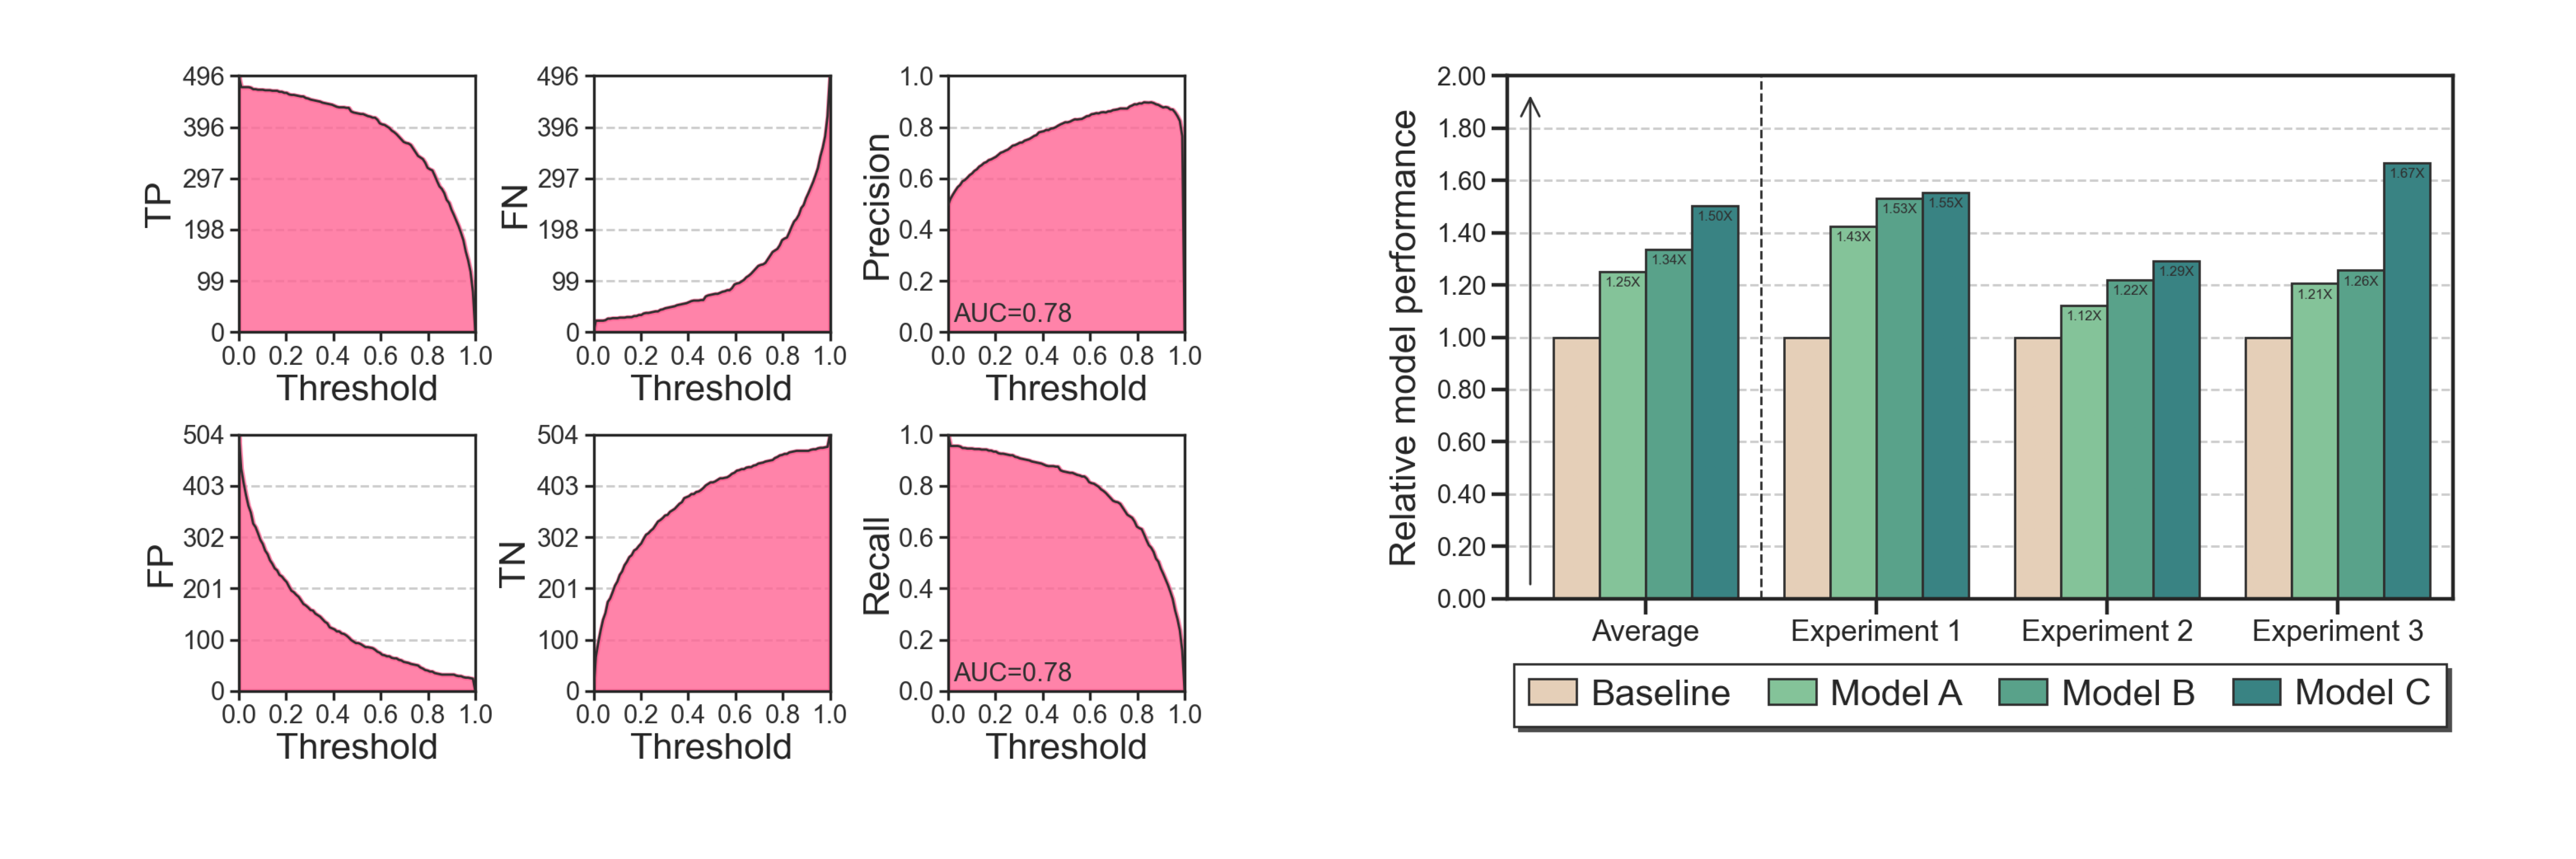 TP
496
396
297
198
99
0
0.0 0.2 0.4 0.6 0.8 1.0
Threshold
FN
496
396
297
198
99
0
0.0 0.2 0.4 0.6 0.8 1.0
Threshold
Precision
1.0
0.8
0.6
0.4
0.2
0.0
AUC=0.78
0.0 0.2 0.4 0.6 0.8 1.0
Threshold
FP
504
403
302
201
100
0
0.0 0.2 0.4 0.6 0.8 1.0
Threshold
TN
504
403
302
201
100
0
0.0 0.2 0.4 0.6 0.8 1.0
Threshold
Recall
1.0
0.8
0.6
0.4
0.2
0.0
AUC=0.78
0.0 0.2 0.4 0.6 0.8 1.0
Threshold
Relative model performance
2.00
1.80
1.60
1.40
1.20
1.00
0.80
0.60
0.40
0.20
0.00
1.25X
1.34X
1.50X
1.43X
1.53X
1.55X
1.12X
1.22X
1.29X
1.21X
1.26X
1.67X
Average Experiment 1 Experiment 2 Experiment 3
Baseline Model A Model B Model C